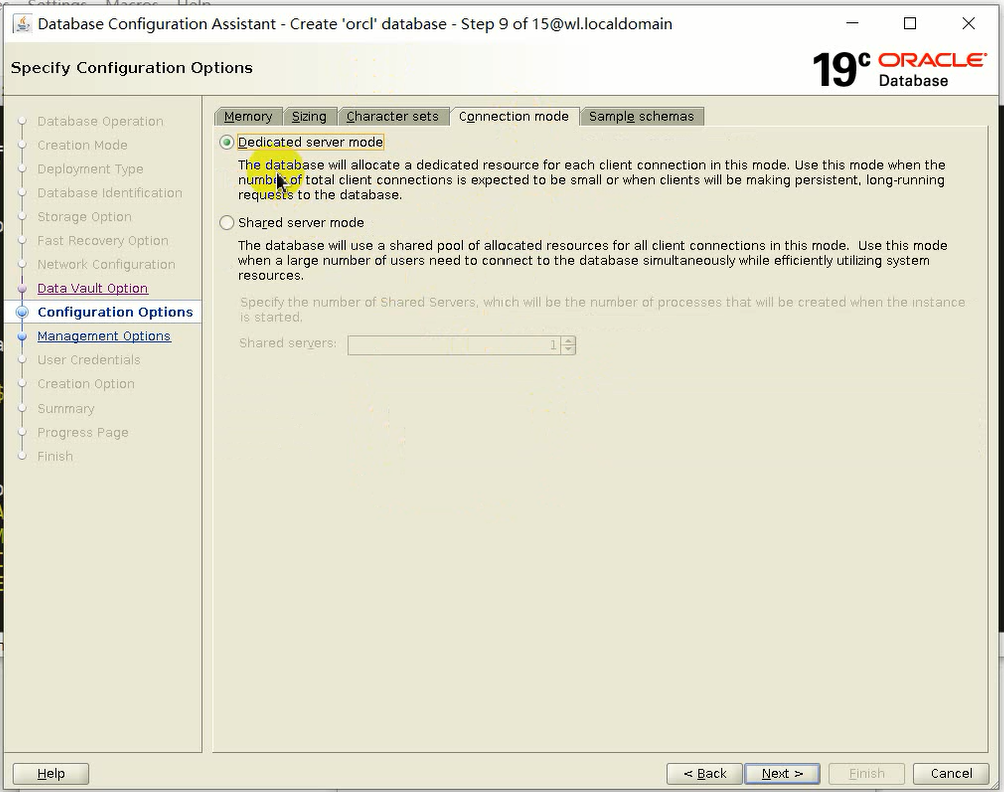 Settings Macros Help
Database Configuration Assistant - Create 'orcl' database - Step 9 of 15@wl.localdomain
Specify Configuration Options
19c ORACLE
Database
Database Operation
Creation Mode
Deployment Type
Database Identification
Storage Option
Fast Recovery Option
Network Configuration
Data Vault Option
Configuration Options
Management Options
User Credentials
Creation Option
Summary
Progress Page
Finish
Memory Sizing Character sets Connection mode Sample schemas
Dedicated server mode
The database will allocate a dedicated resource for each client connection in this mode. Use this mode when the
number of total client connections is expected to be small or when clients will be making persistent, long-running
requests to the database.
Shared server mode
The database will use a shared pool of allocated resources for all client connections in this mode. Use this mode
when a large number of users need to connect to the database simultaneously while efficiently utilizing system
resources.
Specify the number of Shared Servers, which will be the number of processes that will be created when the instance
is started.
Shared servers: 1
Help < Back Next > Finish Cancel